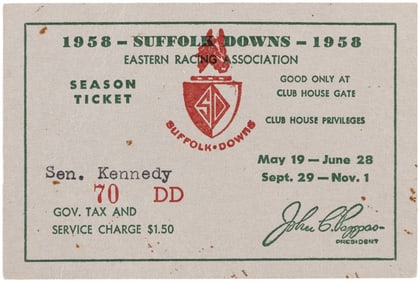 1958 – SUFFOLK DOWNS – 1958
EASTERN RACING ASSOCIATION
SEASON
TICKET
GOOD ONLY AT
CLUB HOUSE GATE
CLUB HOUSE PRIVILEGES
SD
SUFFOLK • DOWNS
May 19 — June 28
Sept. 29 — Nov. 1
Sen. Kennedy
70 DD
GOV. TAX AND
SERVICE CHARGE $1.50
John C. Pappas
PRESIDENT